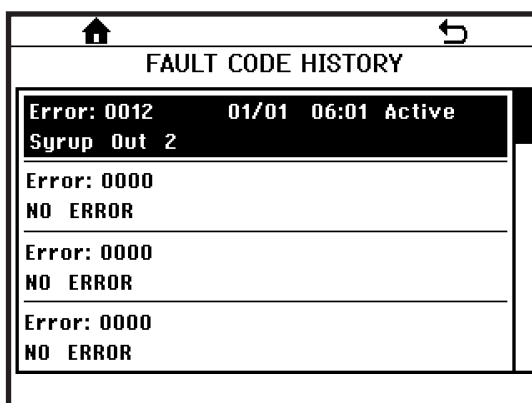 FAULT CODE HISTORY
Error: 0012 01/01 06:01 Active
Syrup Out 2
Error: 0000
NO ERROR
Error: 0000
NO ERROR
Error: 0000
NO ERROR